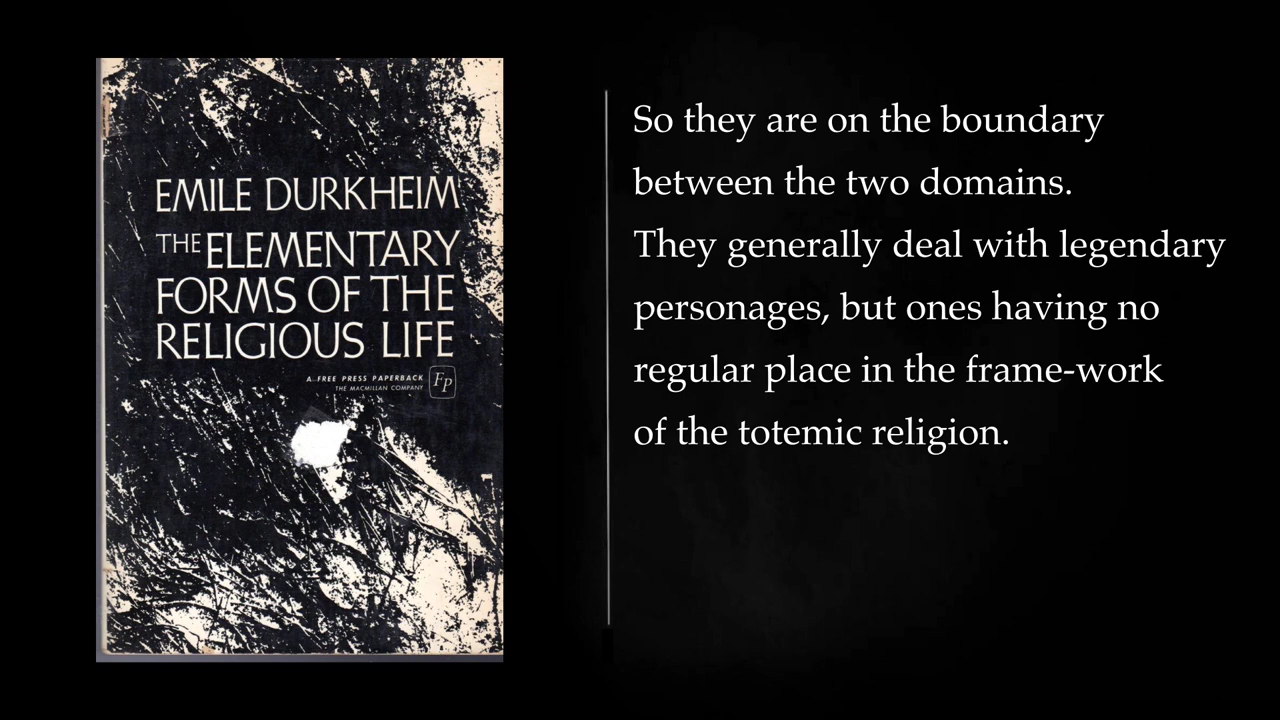 EMILE DURKHEIM
THE ELEMENTARY
FORMS OF THE
RELIGIOUS LIFE
A FREE PRESS PAPERBACK
THE MACMILLAN COMPANY
FP
So they are on the boundary
between the two domains.
They generally deal with legendary
personages, but ones having no
regular place in the frame-work
of the totemic religion.